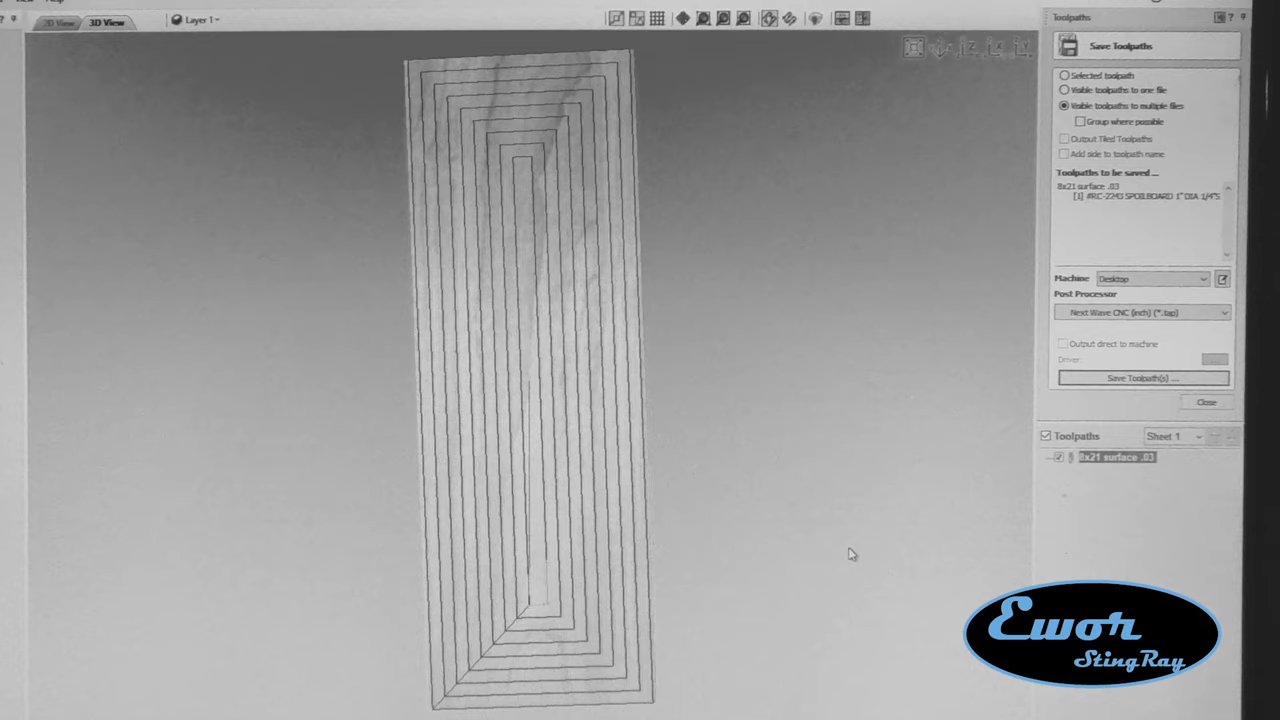 Help
2D View 3D View Layer 1
Toolpaths
Save Toolpaths
Selected toolpath
Visible toolpaths to one file
Visible toolpaths to multiple files
Group where possible
Output Tiled Toolpaths
Add side to toolpath name
Toolpaths to be saved ...
8x21 surface .03
[1] #RC-2243 SPOILBOARD 1" DIA 1/4"S
Machine Desktop
Post Processor
Next Wave CNC (inch) (*.tap)
Output direct to machine
Driver:
Save Toolpath(s) ...
Close
Toolpaths Sheet 1
8x21 surface .03
Ewor
StingRay